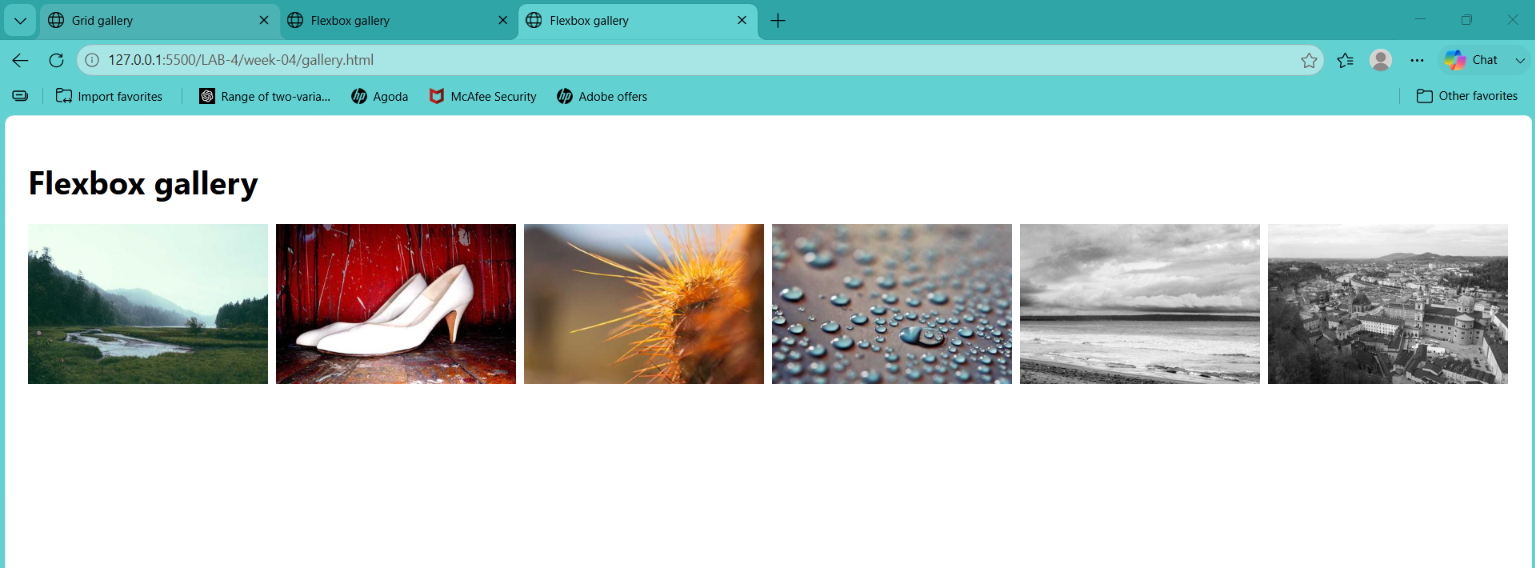 Grid gallery
Flexbox gallery
Flexbox gallery
127.0.0.1:5500/LAB-4/week-04/gallery.html
Chat
Import favorites
Range of two-varia...
Agoda
McAfee Security
Adobe offers
Other favorites
Flexbox gallery